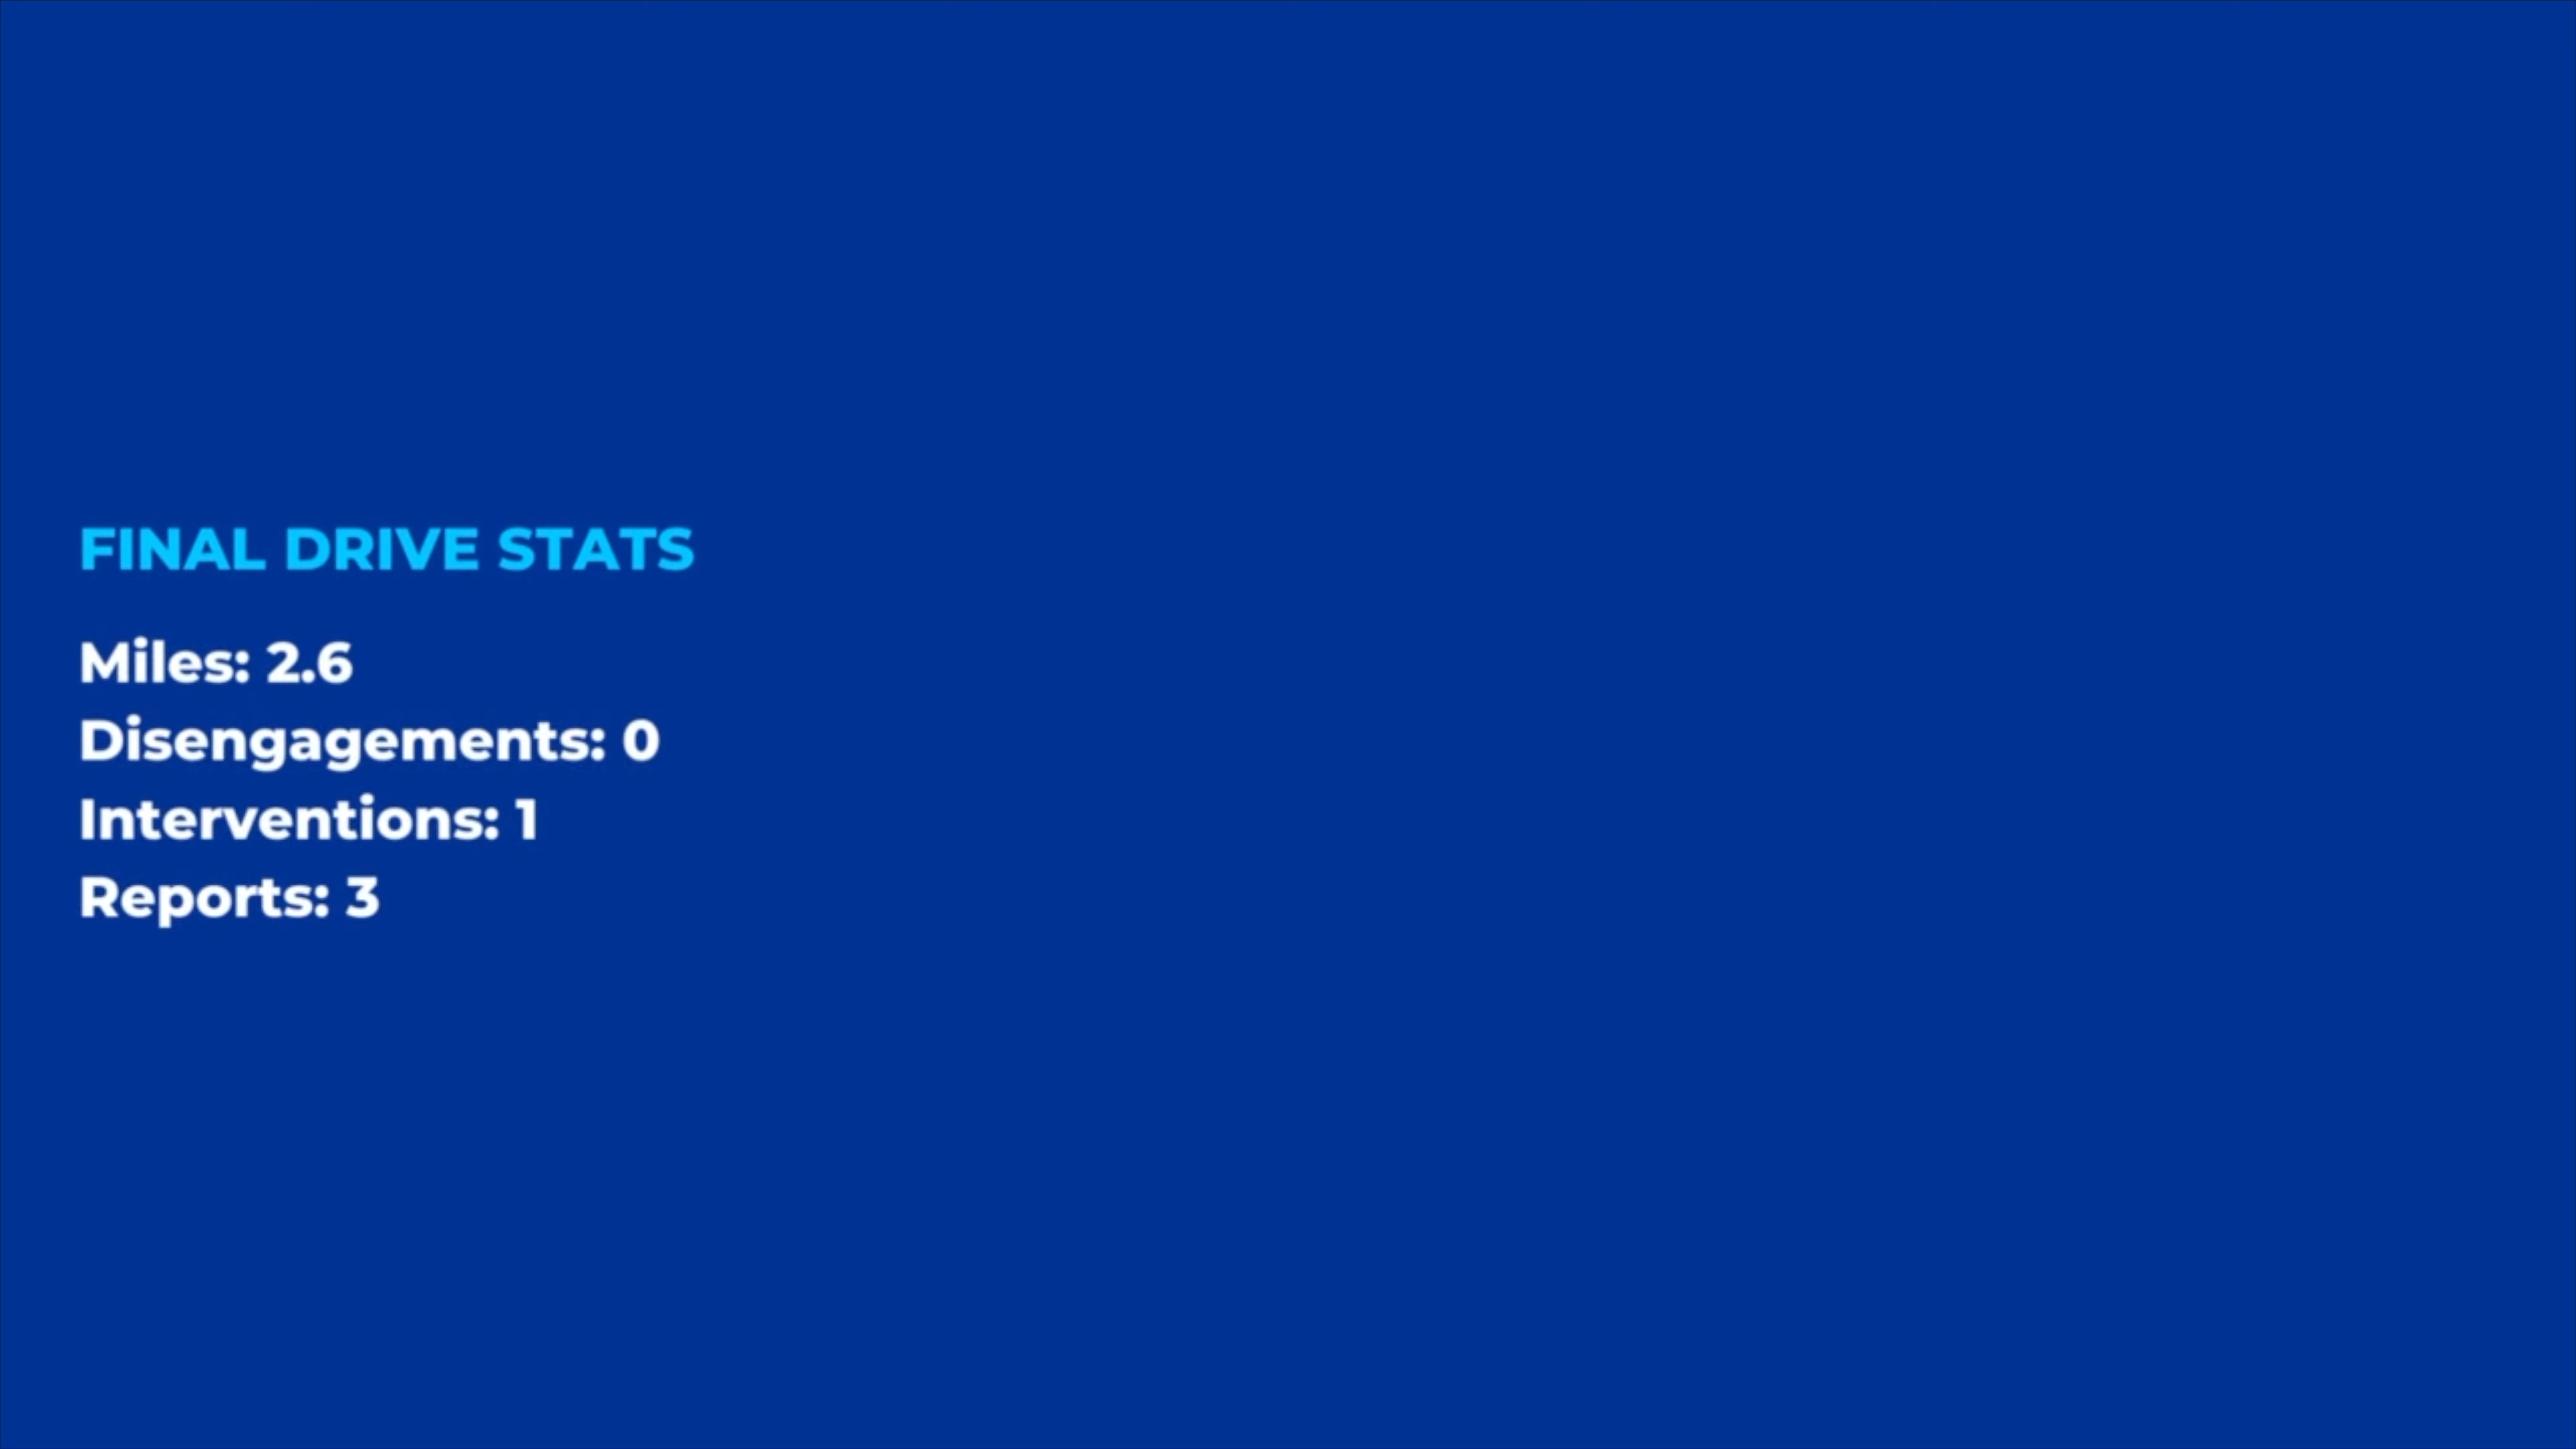 FINAL DRIVE STATS
Miles: 2.6
Disengagements: 0
Interventions: 1
Reports: 3